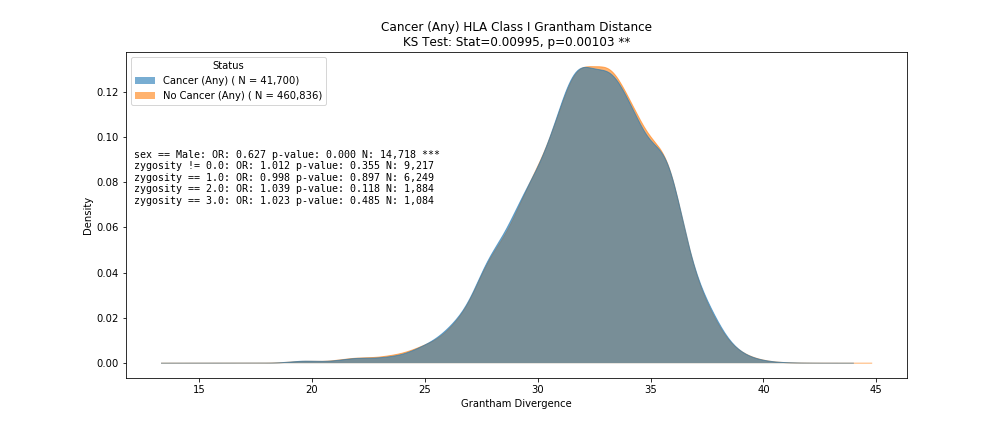 Cancer (Any) HLA Class I Grantham Distance
KS Test: Stat=0.00995, p=0.00103 **
Status
Cancer (Any) ( N = 41,700)
No Cancer (Any) ( N = 460,836)
sex == Male: OR: 0.627 p-value: 0.000 N: 14,718 ***
zygosity != 0.0: OR: 1.012 p-value: 0.355 N: 9,217
zygosity == 1.0: OR: 0.998 p-value: 0.897 N: 6,249
zygosity == 2.0: OR: 1.039 p-value: 0.118 N: 1,884
zygosity == 3.0: OR: 1.023 p-value: 0.485 N: 1,084
Density
0.12
0.10
0.08
0.06
0.04
0.02
0.00
15 20 25 30 35 40 45
Grantham Divergence